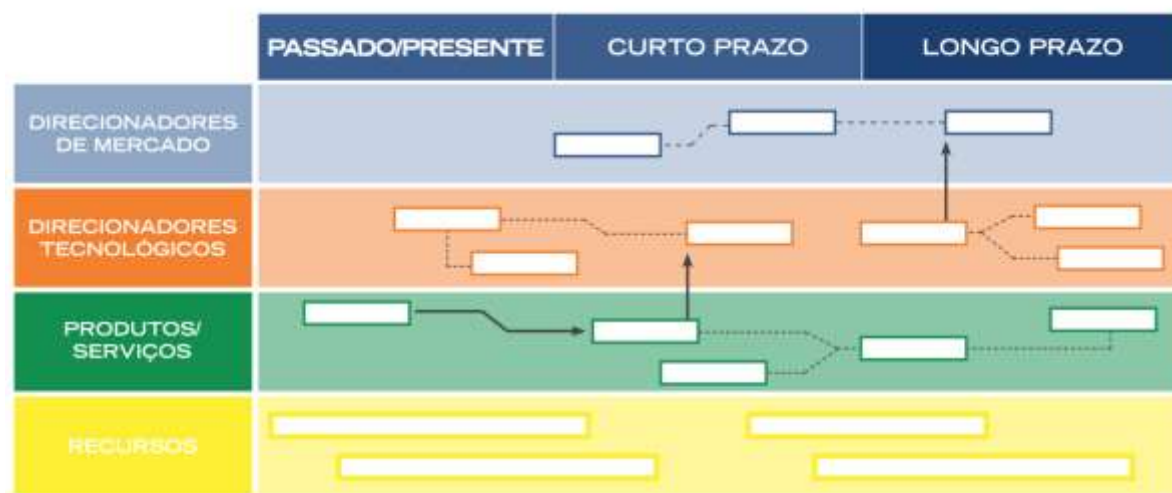 PASSADO/PRESENTE
CURTO PRAZO
LONGO PRAZO
DIRECIONADORES
DE MERCADO
DIRECIONADORES
TECNOLÓGICOS
PRODUTOS/
SERVIÇOS
RECURSOS